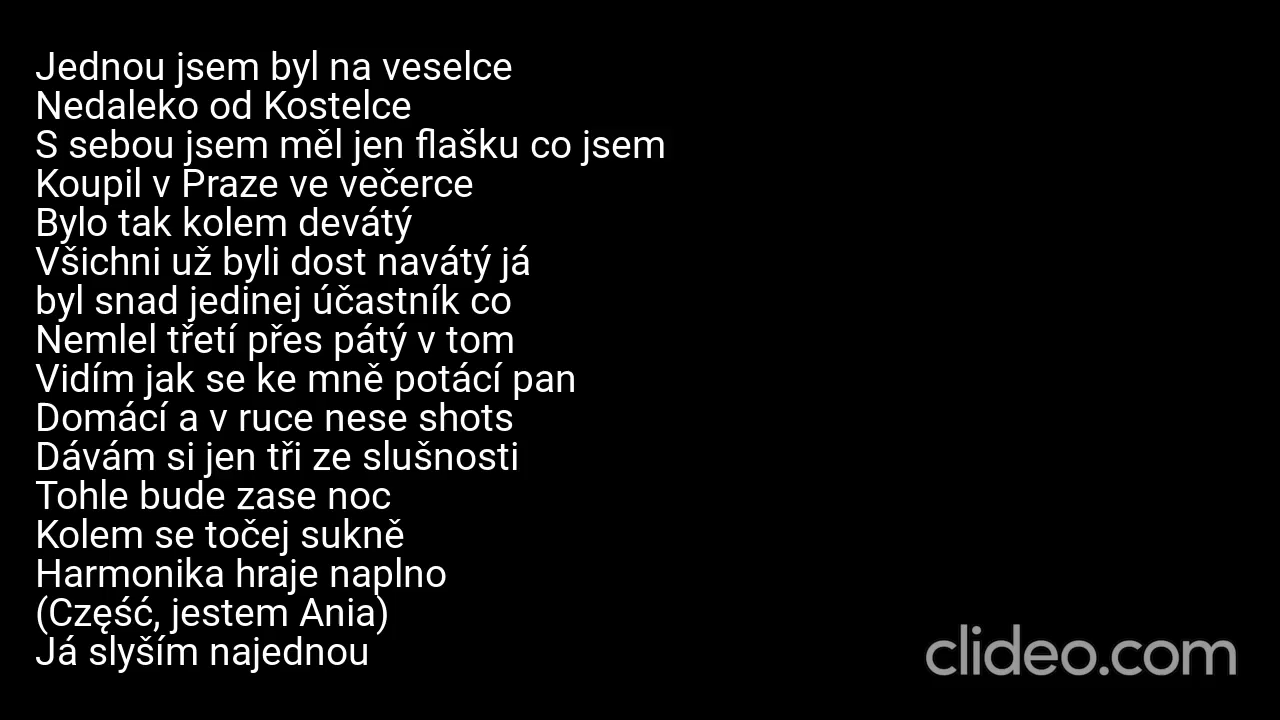 Jednou jsem byl na veselce
Nedaleko od Kostelce
S sebou jsem měl jen flašku co jsem
Koupil v Praze ve večerce
Bylo tak kolem devátý
Všichni už byli dost navátý já
byl snad jedinej účastník co
Nemlel třetí přes pátý v tom
Vidím jak se ke mně potácí pan
Domácí a v ruce nese shots
Dávám si jen tři ze slušnosti
Tohle bude zase noc
Kolem se točej sukně
Harmonika hraje naplno
(Część, jestem Ania)
Já slyším najednou
clideo.com